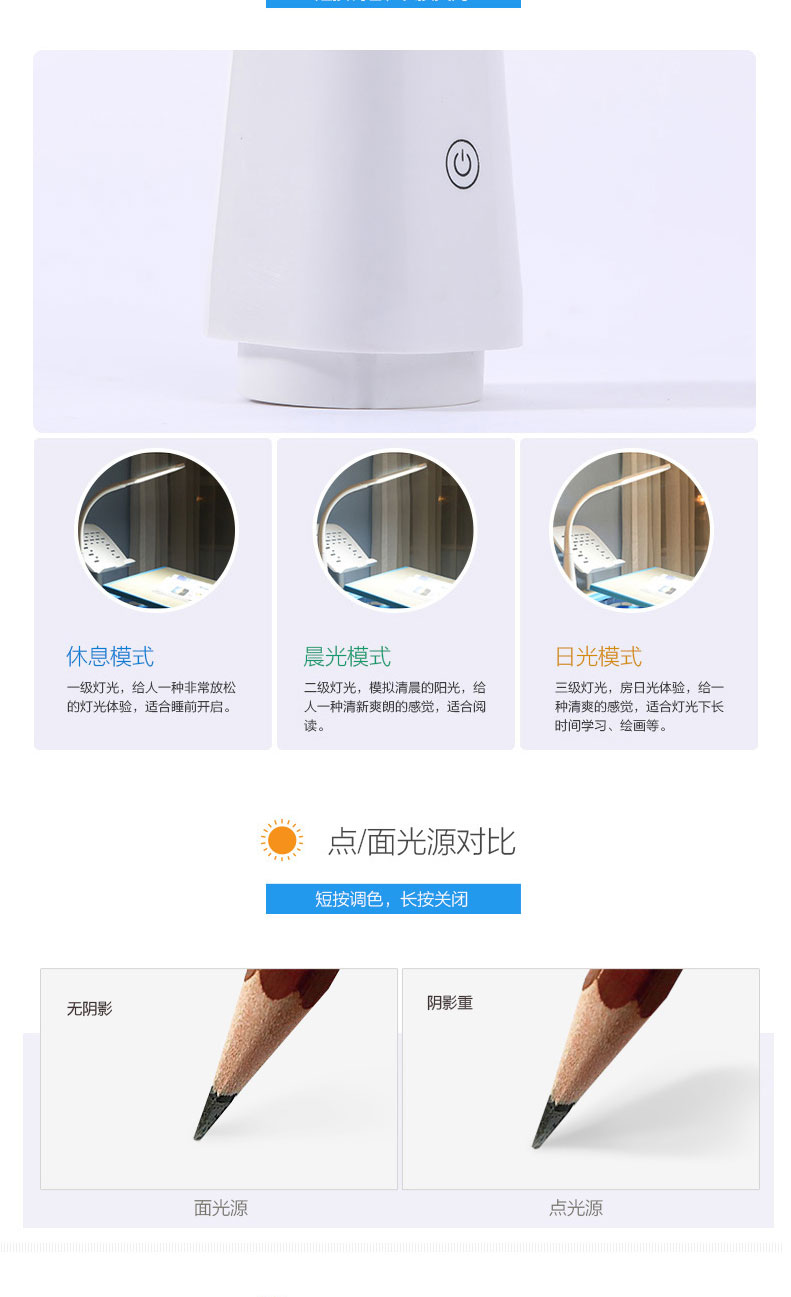 休息模式
一级灯光，给人一种非常放松
的灯光体验，适合睡前开启。
晨光模式
二级灯光，模拟清晨的阳光，给
人一种清新爽朗的感觉，适合阅
读。
日光模式
三级灯光，房日光体验，给一
种清爽的感觉，适合灯光下长
时间学习、绘画等。
点/面光源对比
短按调色，长按关闭
无阴影
阴影重
面光源
点光源